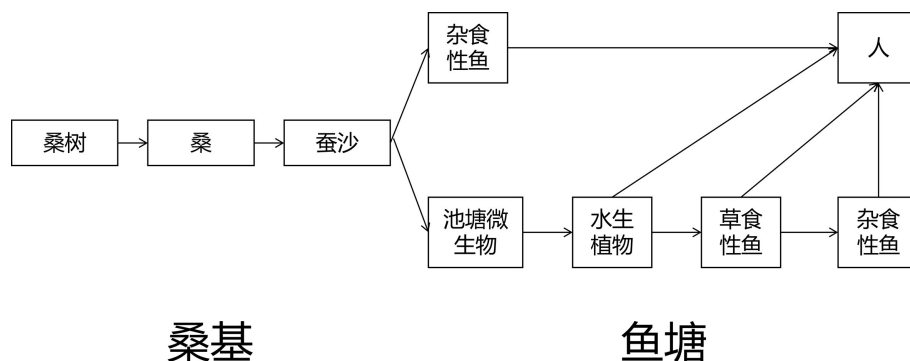 杂食
性鱼
人
桑树
桑
蚕沙
池塘微
生物
水生
植物
草食
性鱼
杂食
性鱼
桑基
鱼塘